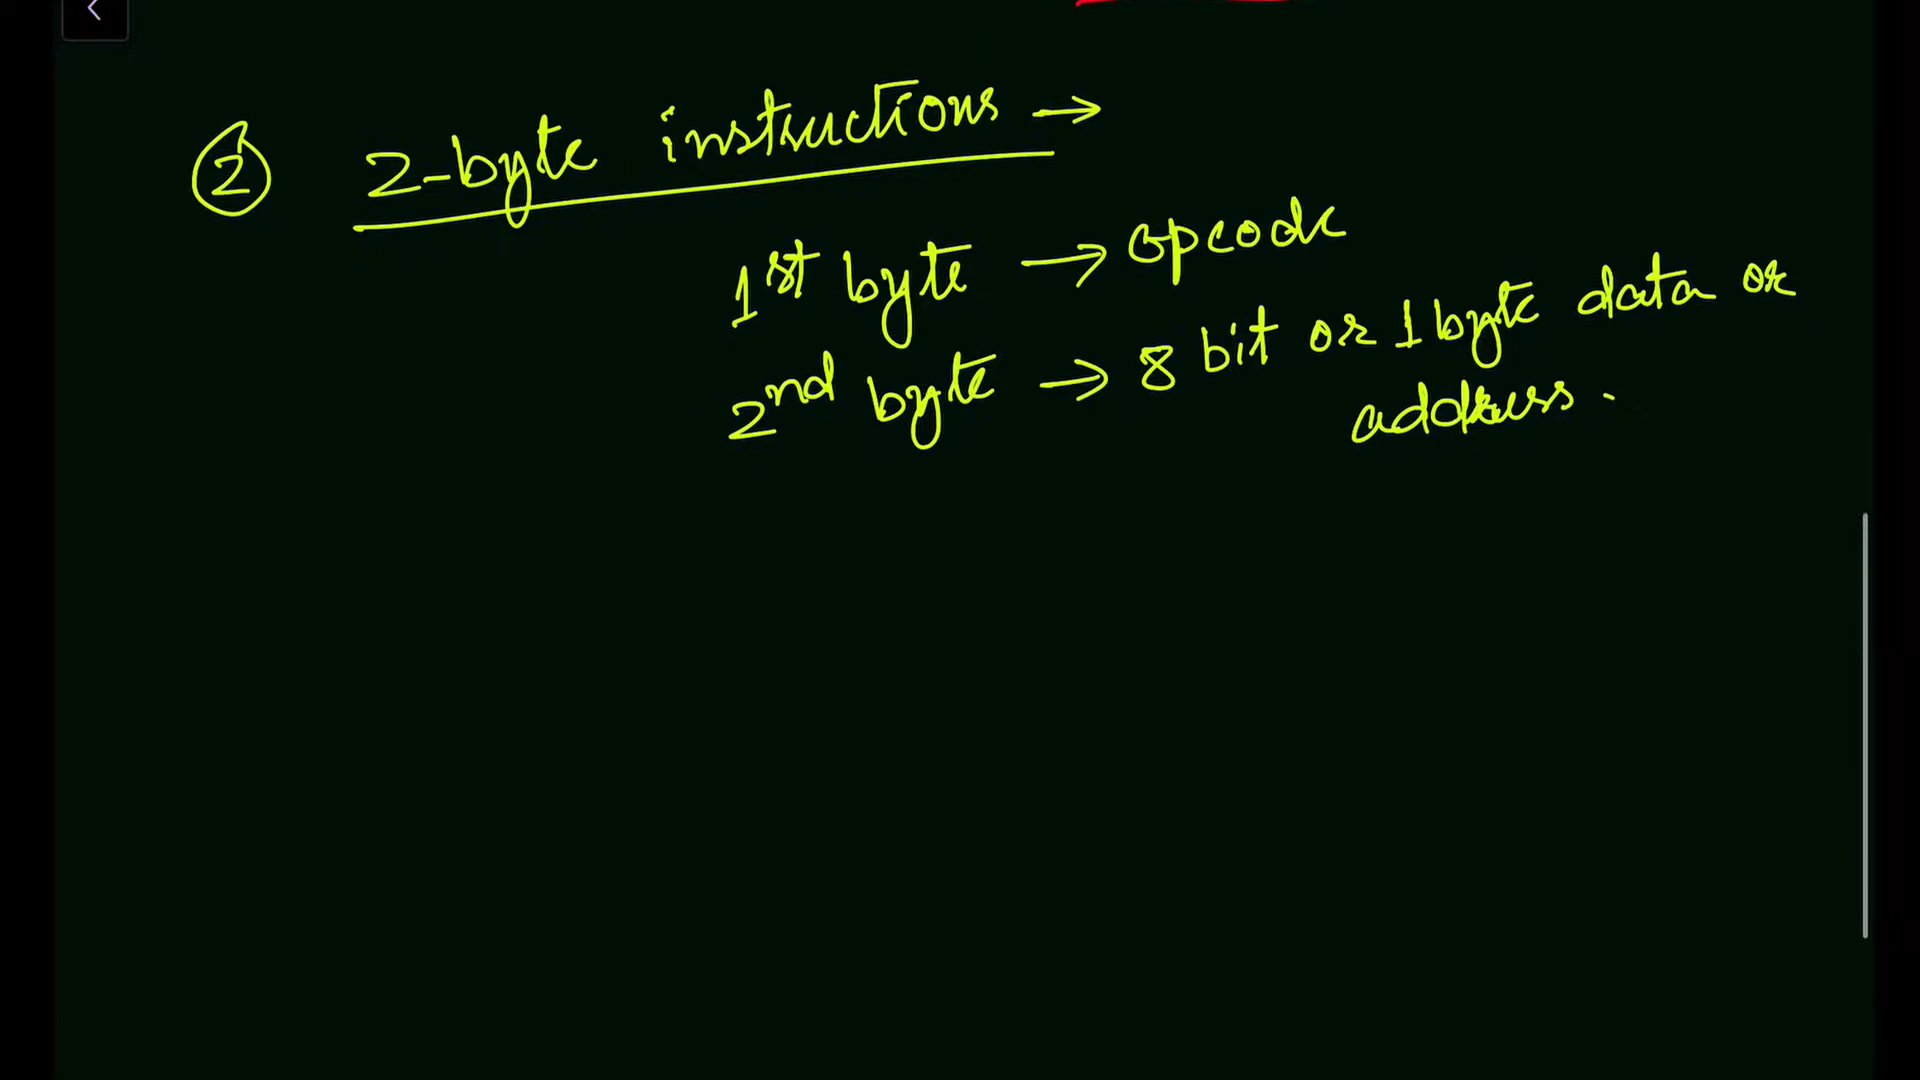 ② 2-byte instructions →
1st byte → opcode
2nd byte → 8 bit or 1 byte data or
address.